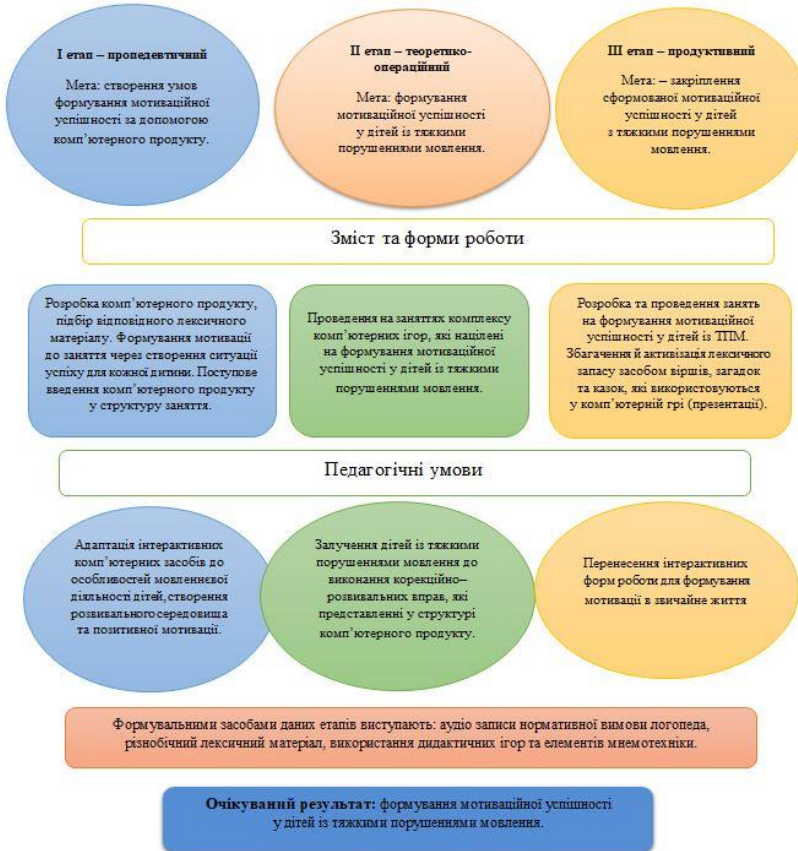 І етап – пропедевтичний
Мета: створення умов
формування мотиваційної
успішності за допомогою
комп’ютерного продукту.
ІІ етап – теоретико-
операційний
Мета: формування
мотиваційної успішності
у дітей із тяжкими
порушеннями мовлення.
ІІІ етап – продуктивний
Мета: – закріплення
сформованої мотиваційної
успішності у дітей
з тяжкими порушеннями
мовлення.
Зміст та форми роботи
Розробка комп’ютерного продукту,
підбір відповідного лексичного
матеріалу. Формування мотивації
до заняття через створення ситуації
успіху для кожної дитини. Поступове
введення комп’ютерного продукту
у структуру заняття.
Проведення на заняттях комплексу
комп’ютерних ігор, які націлені
на формування мотиваційної
успішності у дітей із тяжкими
порушеннями мовлення.
Розробка та проведення занять
на формування мотиваційної
успішності у дітей із ТПМ.
Збагачення й активізація лексичного
запасу засобом віршів, загадок
та казок, які використовуються
у комп’ютерній грі (презентації).
Педагогічні умови
Адаптація інтерактивних
комп’ютерних засобів до
особливостей мовленнєвої
діяльності дітей, створення
розвивального середовища
та позитивної мотивації.
Залучення дітей із тяжкими
порушеннями мовлення до
виконання корекційно–
розвивальних вправ, які
представленні у структурі
комп’ютерного продукту.
Перенесення інтерактивних
форм роботи для формування
мотивації в звичайне життя
Формувальними засобами даних етапів виступають: аудіо записи нормативної вимови логопеда,
різнобічний лексичний матеріал, використання дидактичних ігор та елементів мнемотехніки.
Очікуваний результат: формування мотиваційної успішності
у дітей із тяжкими порушеннями мовлення.